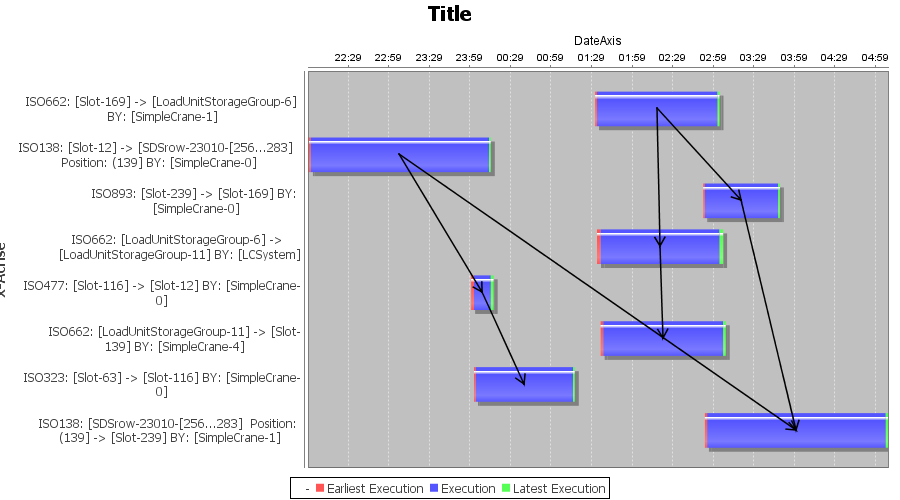 Title
DateAxis
22:29 22:59 23:29 23:59 00:29 00:59 01:29 01:59 02:29 02:59 03:29 03:59 04:29 04:59
ISO662: [Slot-169] -> [LoadUnitStorageGroup-6]
BY: [SimpleCrane-1]
ISO138: [Slot-12] -> [SDSrow-23010-[256...283]
Position: (139] BY: [SimpleCrane-0]
ISO893: [Slot-239] -> [Slot-169] BY:
[SimpleCrane-0]
ISO662: [LoadUnitStorageGroup-6] ->
[LoadUnitStorageGroup-11] BY: [LCSystem]
ISO477: [Slot-116] -> [Slot-12] BY: [SimpleCrane-
0]
ISO662: [LoadUnitStorageGroup-11] -> [Slot-
139] BY: [SimpleCrane-4]
ISO323: [Slot-63] -> [Slot-116] BY: [SimpleCrane-
0]
ISO138: [SDSrow-23010-[256...283] Position:
(139] -> [Slot-239] BY: [SimpleCrane-1]
- Earliest Execution Execution Latest Execution